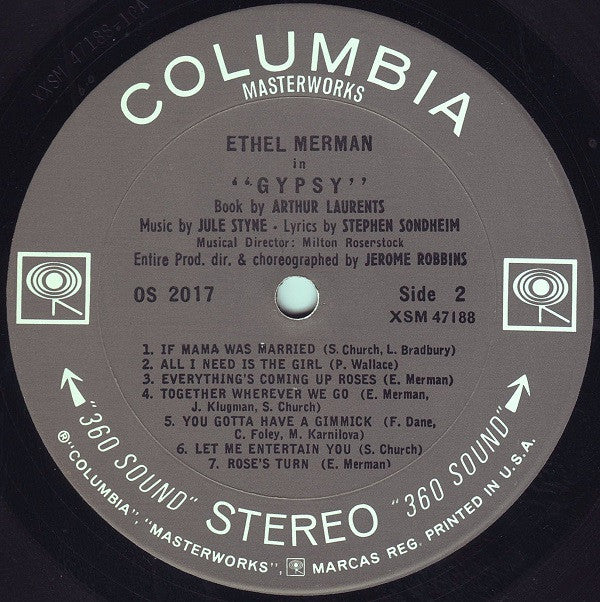 XXSM 47188-1GA
COLUMBIA
MASTERWORKS
ETHEL MERMAN
in
"GYPSY"
Book by ARTHUR LAURENTS
Music by JULE STYNE - Lyrics by STEPHEN SONDHEIM
Musical Director: Milton Roserstock
Entire Prod. dir. & choreographed by JEROME ROBBINS
OS 2017
Side 2
XSM 47188
1. IF MAMA WAS MARRIED (S. Church, L. Bradbury)
2. ALL I NEED IS THE GIRL (P. Wallace)
3. EVERYTHING'S COMING UP ROSES (E. Merman)
4. TOGETHER WHEREVER WE GO (E. Merman,
J. Klugman, S. Church)
5. YOU GOTTA HAVE A GIMMICK (F. Dane,
C. Foley, M. Karnilova)
6. LET ME ENTERTAIN YOU (S. Church)
7. ROSE'S TURN (E. Merman)
"360 SOUND" STEREO "360 SOUND"
®"COLUMBIA", "MASTERWORKS", MARCAS REG. PRINTED IN U.S.A.